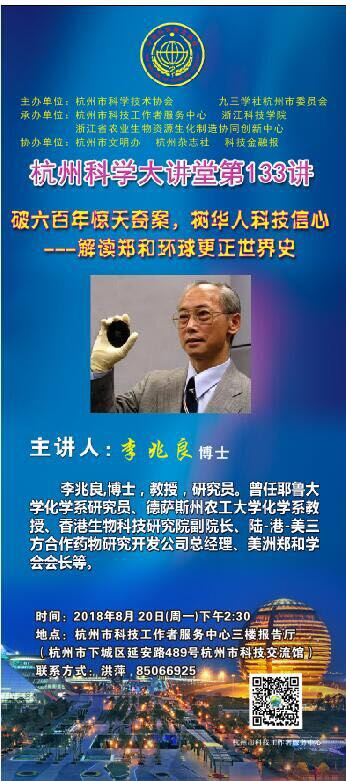 主办单位：杭州市科学技术协会 九三学社杭州市委员会
承办单位：杭州市科技工作者服务中心 浙江科技学院
浙江省农业生物资源生化制造协同创新中心
协办单位：杭州市文明办 杭州杂志社 科技金融报
杭州科学大讲堂第133讲
破六百年惊天奇案，树华人科技信心
---解读郑和环球更正世界史
主讲人：李兆良博士
李兆良,博士，教授，研究员。曾任耶鲁大
学化学系研究员、德萨斯州农工大学化学系教
授、香港生物科技研究院副院长、陆-港-美三
方合作药物研究开发公司总经理、美洲郑和学
会会长等。
时间：2018年8月 20日(周一)下午2:30
地点：杭州市科技工作者服务中心三楼报告厅
（杭州市下城区延安路489号杭州市科技交流馆）
联系方式：洪萍，85066925
杭州市科技工作者服务中心